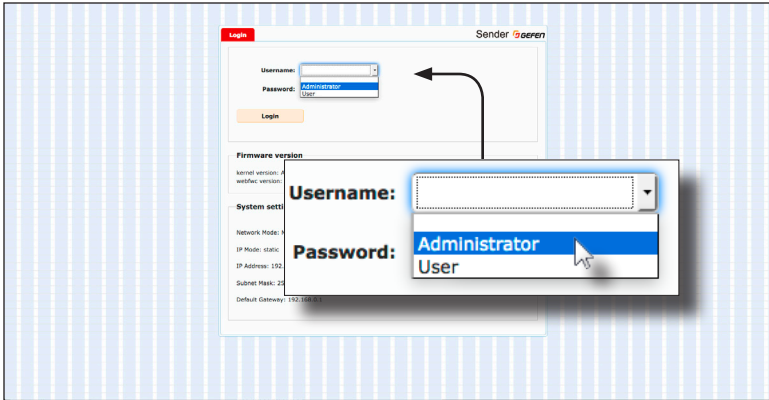 Login
Sender GEFEN
Username:
Password:
Administrator
User
Login
Firmware version
kernel version: A
webfwc version:
System setti
Network Mode: M
IP Mode: static
IP Address: 192.
Subnet Mask: 25
Default Gateway: 192.168.0.1
Username:
Administrator
Password:
User